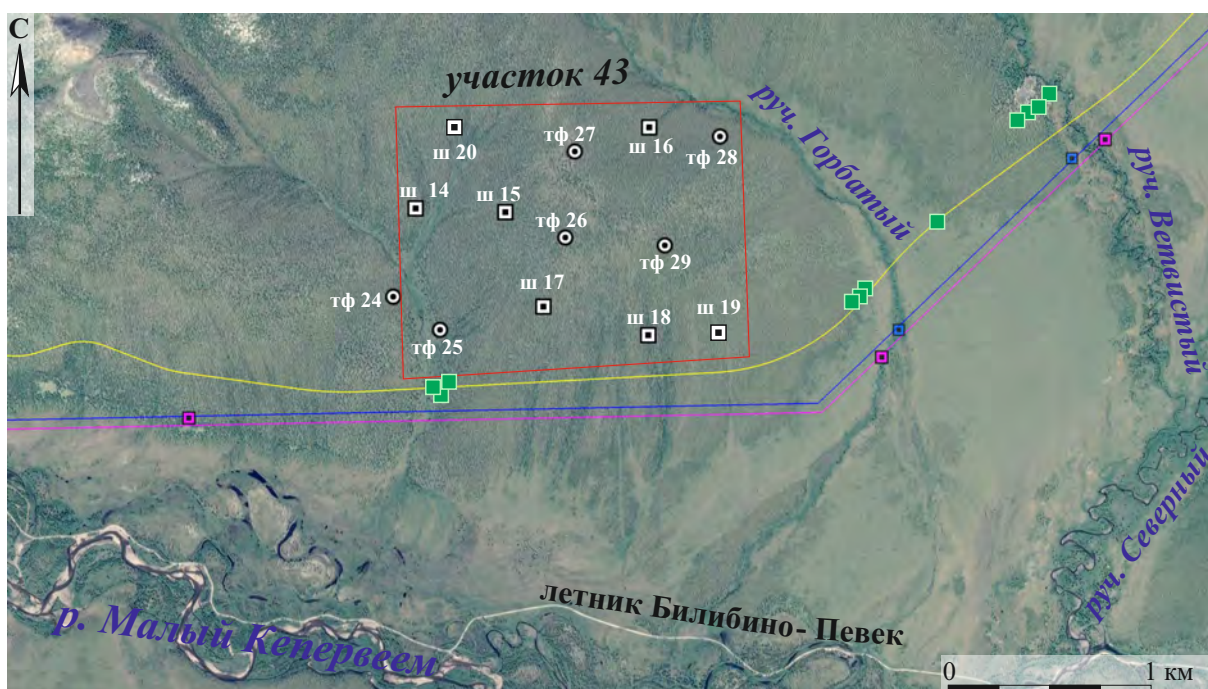 С
участок 43
ш 20
тф 27
ш 16
тф 28
ш 14
ш 15
тф 26
тф 29
тф 24
ш 17
тф 25
ш 18
ш 19
руч. Горбатый
руч. Ветвистый
руч. Северный
летник Билибино- Певек
р. Малый Кепервеем
0 1 км